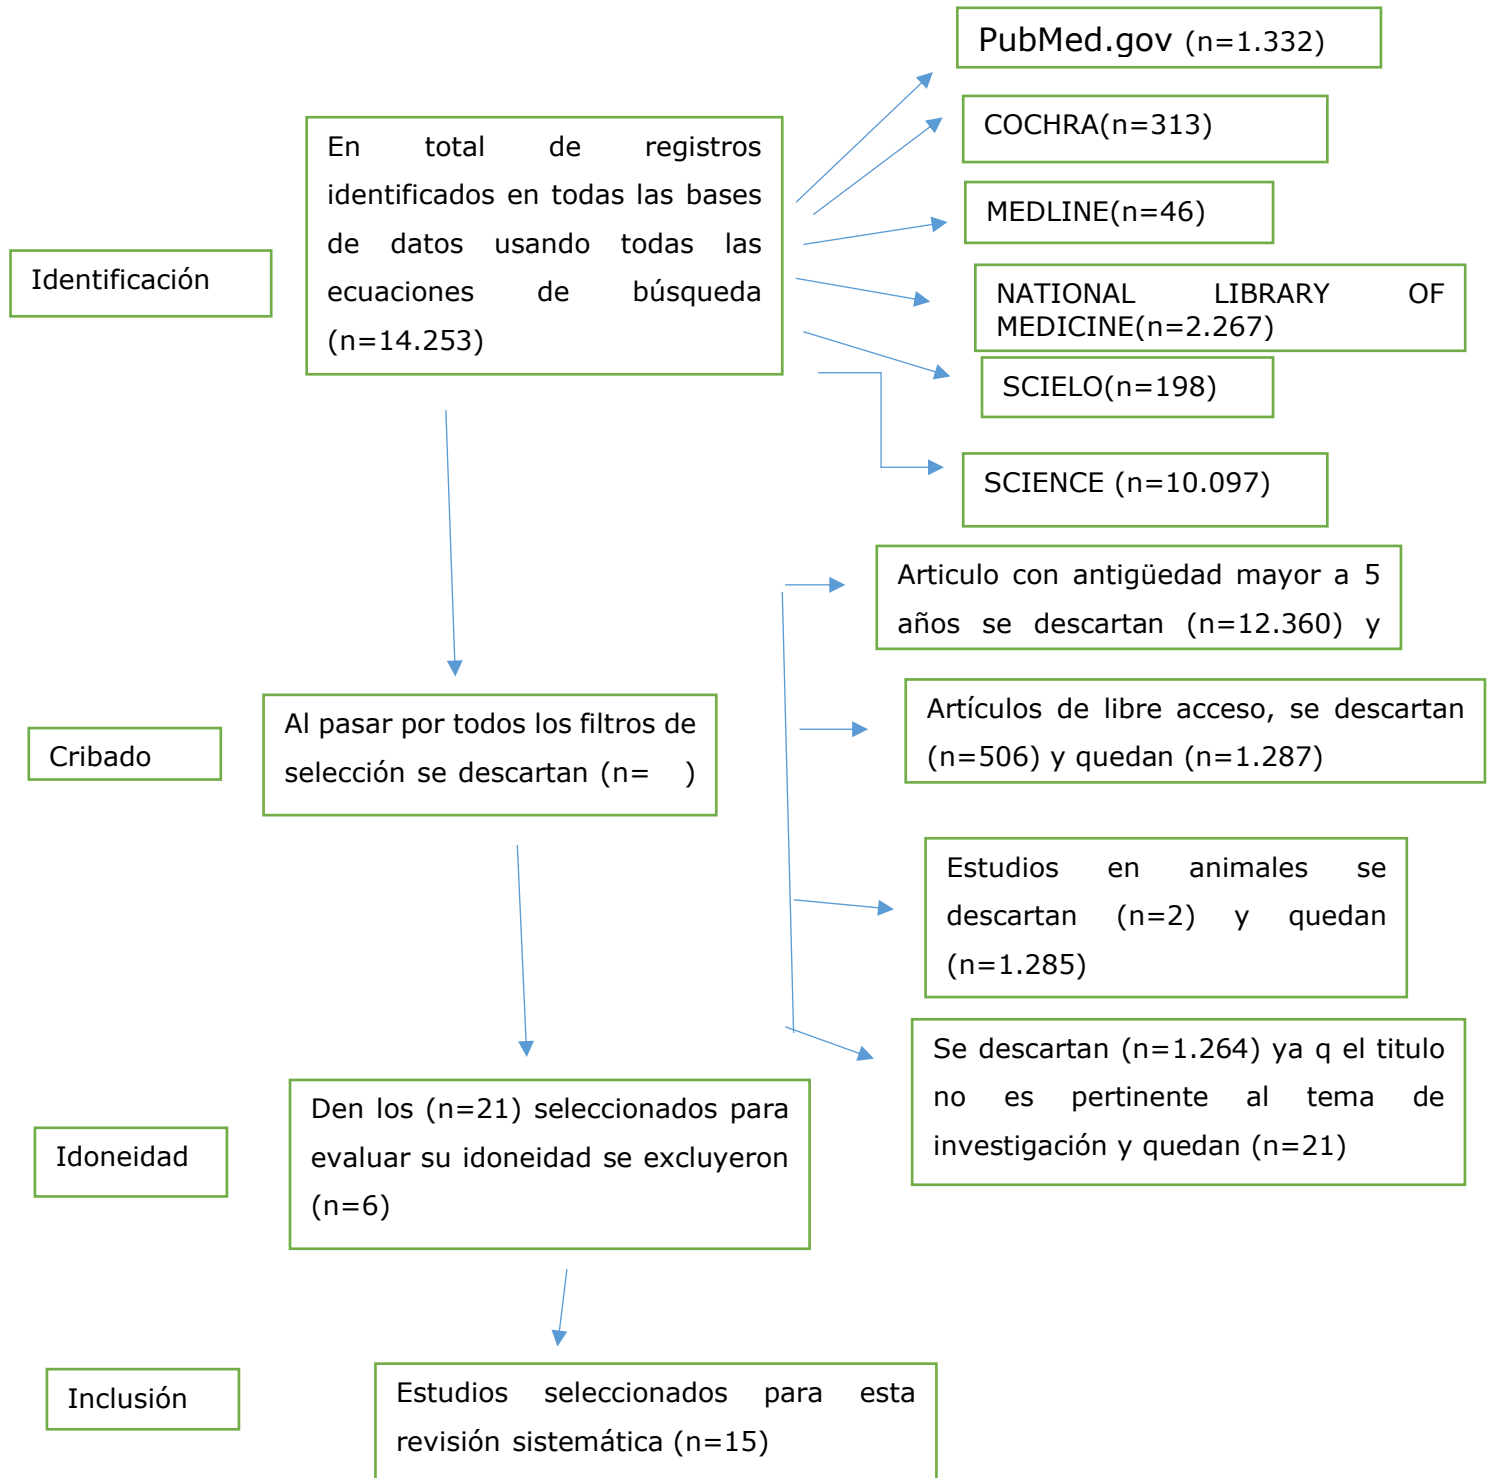 PubMed.gov (n=1.332)
COCHRA(n=313)
En total de registros
identificados en todas las bases
de datos usando todas las
ecuaciones de búsqueda
(n=14.253)
MEDLINE(n=46)
Identificación
NATIONAL LIBRARY OF
MEDICINE(n=2.267)
SCIELO(n=198)
SCIENCE (n=10.097)
Articulo con antigüedad mayor a 5
años se descartan (n=12.360) y
Cribado
Al pasar por todos los filtros de
selección se descartan (n= )
Artículos de libre acceso, se descartan
(n=506) y quedan (n=1.287)
Estudios en animales se
descartan (n=2) y quedan
(n=1.285)
Se descartan (n=1.264) ya q el titulo
no es pertinente al tema de
investigación y quedan (n=21)
Idoneidad
Den los (n=21) seleccionados para
evaluar su idoneidad se excluyeron
(n=6)
Inclusión
Estudios seleccionados para esta
revisión sistemática (n=15)